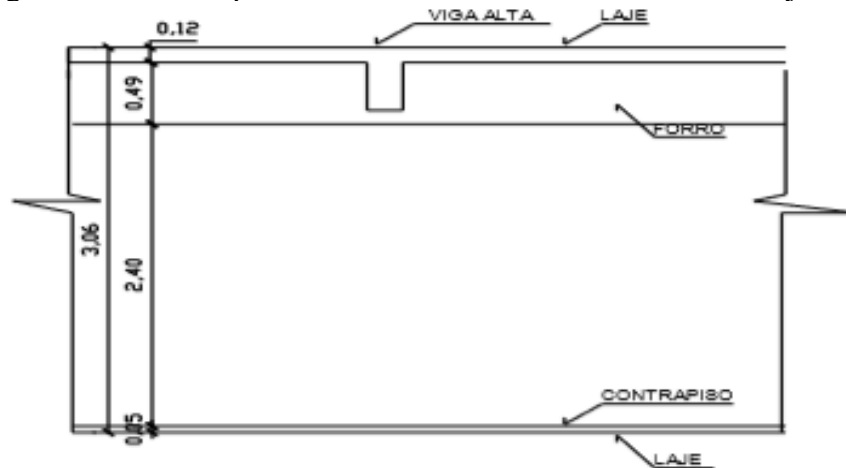 VIGA ALTA
LAJE
0,12
0,49
FORRO
3,06
2,40
CONTRAPISO
0,05
LAJE